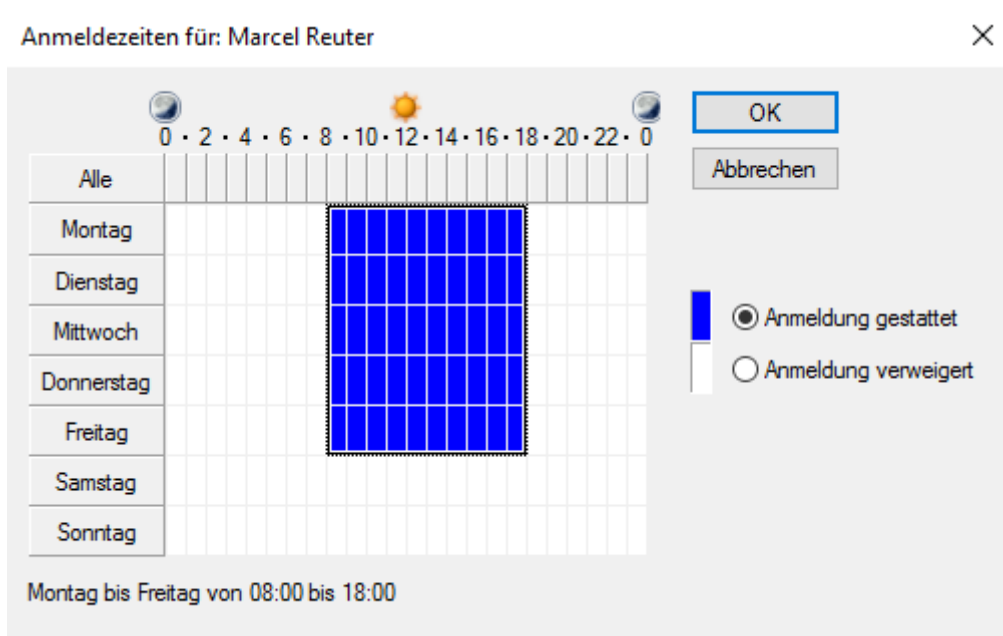 Anmeldezeiten für: Marcel Reuter
0 · 2 · 4 · 6 · 8 · 10 · 12 · 14 · 16 · 18 · 20 · 22 · 0
OK
Abbrechen
Alle
Montag
Dienstag
Mittwoch
Donnerstag
Freitag
Samstag
Sonntag
Anmeldung gestattet
Anmeldung verweigert
Montag bis Freitag von 08:00 bis 18:00